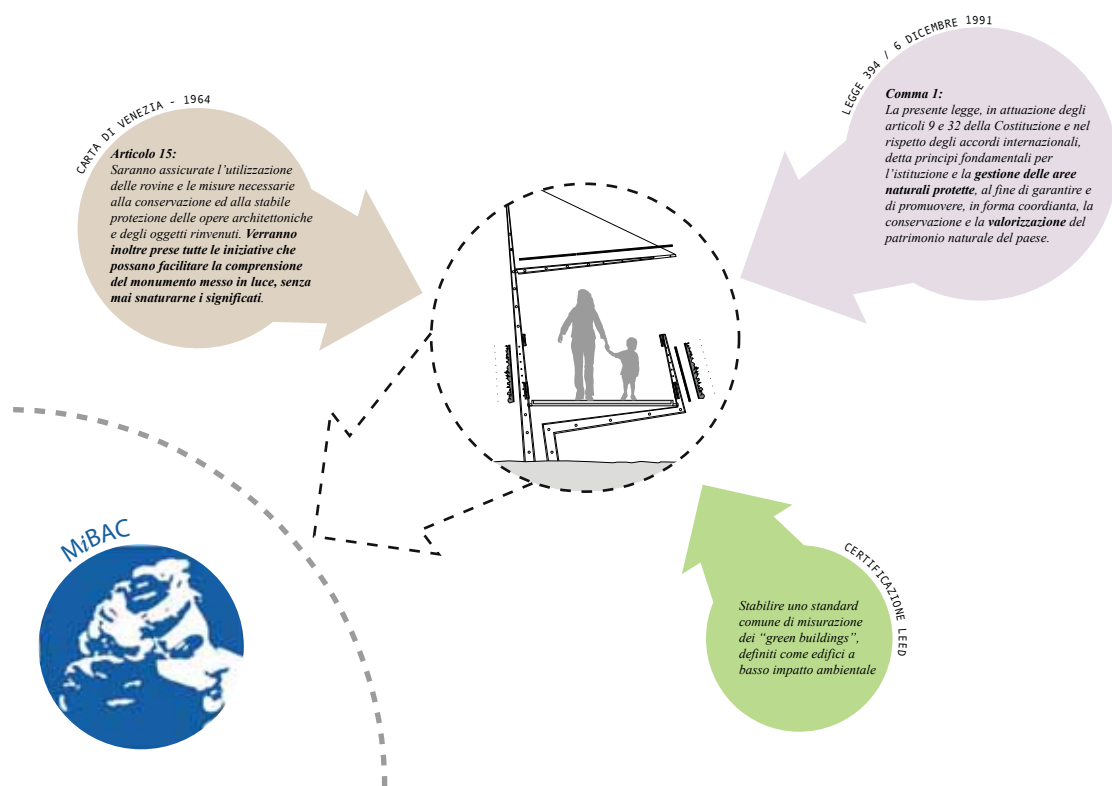 CARTA DI VENEZIA - 1964
Articolo 15:
Saranno assicurate l’utilizzazione
delle rovine e le misure necessarie
alla conservazione ed alla stabile
protezione delle opere architettoniche
e degli oggetti rinvenuti. Verranno
inoltre prese tutte le iniziative che
possano facilitare la comprensione
del monumento messo in luce, senza
mai snaturarne i significati.
LEGGE 394 / 6 DICEMBRE 1991
Comma 1:
La presente legge, in attuazione degli
articoli 9 e 32 della Costituzione e nel
rispetto degli accordi internazionali,
detta principi fondamentali per
l’istituzione e la gestione delle aree
naturali protette, al fine di garantire e
di promuovere, in forma coordianta, la
conservazione e la valorizzazione del
patrimonio naturale del paese.
MiBAC
CERTIFICAZIONE LEED
Stabilire uno standard
comune di misurazione
dei “green buildings”,
definiti come edifici a
basso impatto ambientale